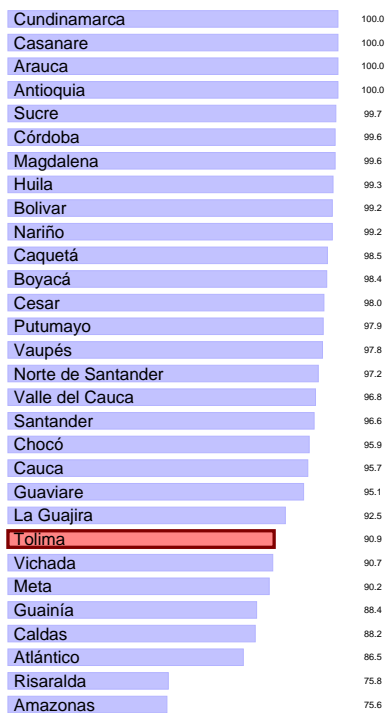 Cundinamarca 100.0
Casanare 100.0
Arauca 100.0
Antioquia 100.0
Sucre 99.7
Córdoba 99.6
Magdalena 99.6
Huila 99.3
Bolivar 99.2
Nariño 99.2
Caquetá 98.5
Boyacá 98.4
Cesar 98.0
Putumayo 97.9
Vaupés 97.8
Norte de Santander 97.2
Valle del Cauca 96.8
Santander 96.6
Chocó 95.9
Cauca 95.7
Guaviare 95.1
La Guajira 92.5
Tolima 90.9
Vichada 90.7
Meta 90.2
Guainía 88.4
Caldas 88.2
Atlántico 86.5
Risaralda 75.8
Amazonas 75.6